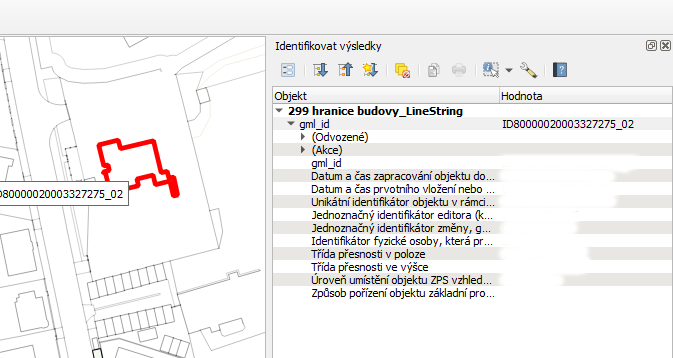 Identifikovat výsledky
Objekt Hodnota
299 hranice budovy_LineString
gml_id ID80000020003327275_02
(Odvozené)
(Akce)
gml_id
Datum a čas zapracování objektu do...
Datum a čas prvotního vložení nebo ...
Unikátní identifikátor objektu v rámci...
Jednoznačný identifikátor editora (k...
Jednoznačný identifikátor změny, g...
Identifikátor fyzické osoby, která pr...
Třída přesnosti v poloze
Třída přesnosti ve výšce
Úroveň umístění objektu ZPS vzhled...
Způsob pořízení objektu základní pro...
D80000020003327275_02